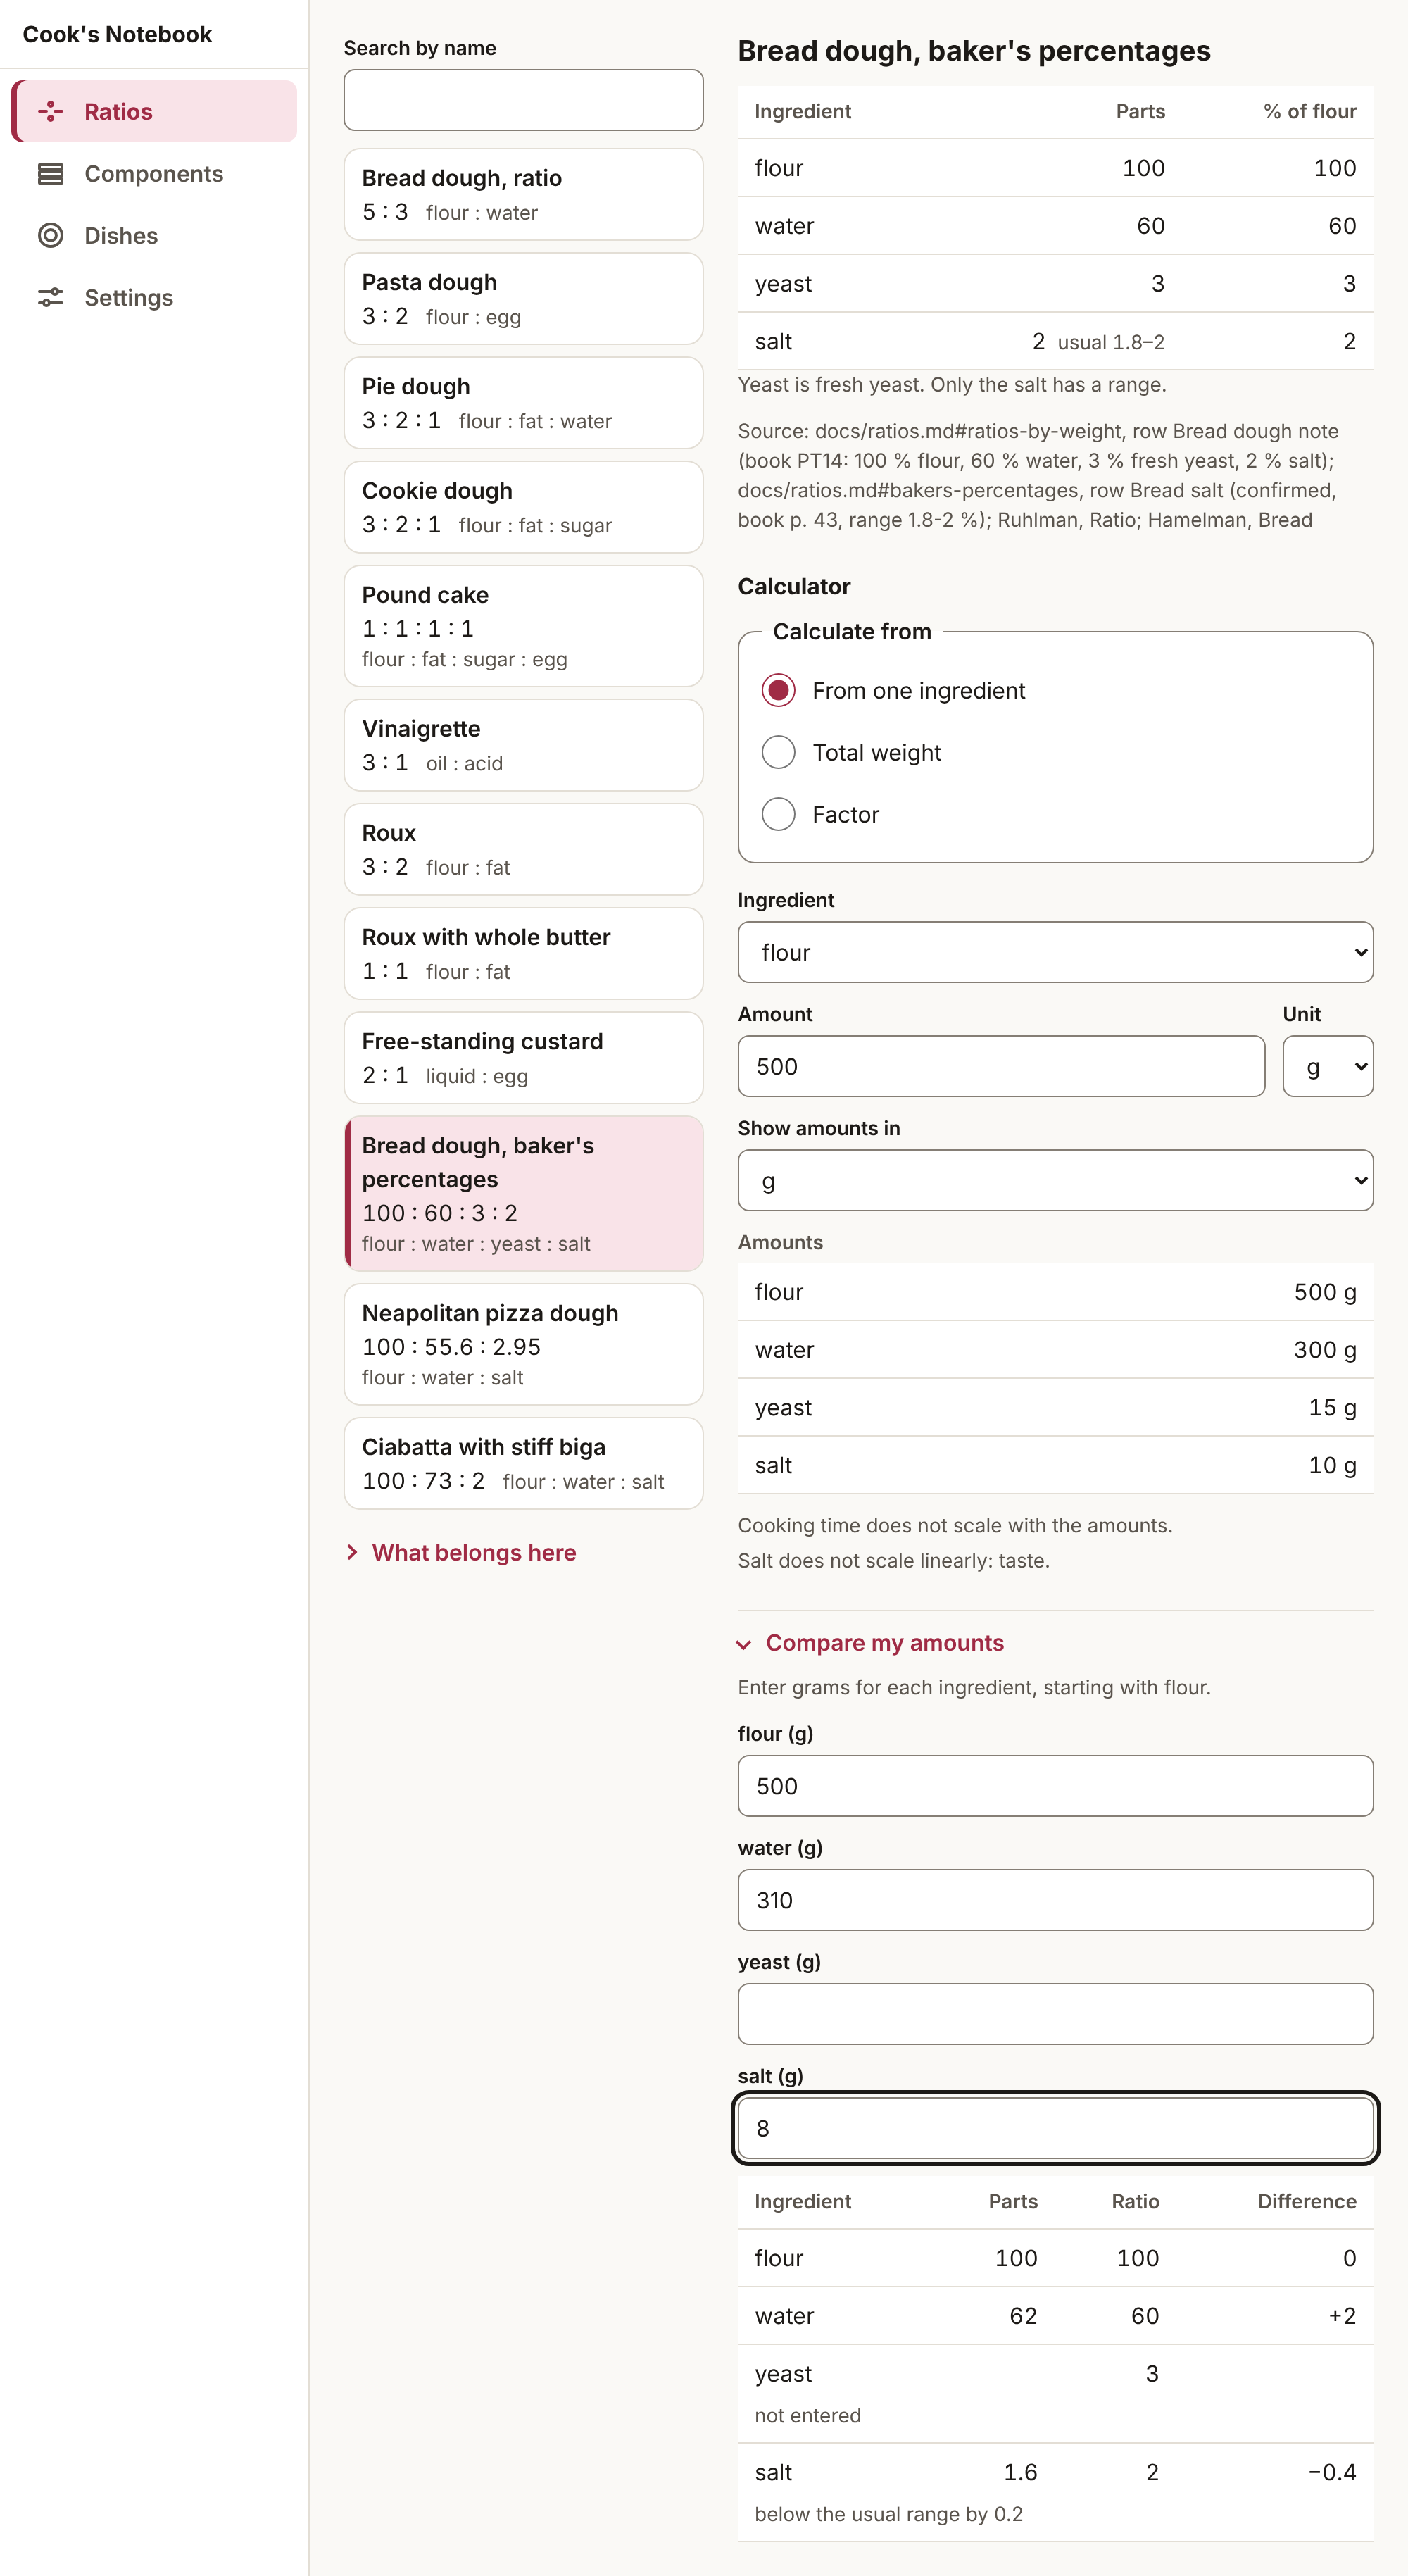 Cook's Notebook
Ratios
Components
Dishes
Settings
Search by name
Bread dough, ratio
5 : 3 flour : water
Pasta dough
3 : 2 flour : egg
Pie dough
3 : 2 : 1 flour : fat : water
Cookie dough
3 : 2 : 1 flour : fat : sugar
Pound cake
1 : 1 : 1 : 1
flour : fat : sugar : egg
Vinaigrette
3 : 1 oil : acid
Roux
3 : 2 flour : fat
Roux with whole butter
1 : 1 flour : fat
Free-standing custard
2 : 1 liquid : egg
Bread dough, baker's
percentages
100 : 60 : 3 : 2
flour : water : yeast : salt
Neapolitan pizza dough
100 : 55.6 : 2.95
flour : water : salt
Ciabatta with stiff biga
100 : 73 : 2 flour : water : salt
What belongs here
Bread dough, baker's percentages
Ingredient Parts % of flour
flour 100 100
water 60 60
yeast 3 3
salt 2 usual 1.8–2 2
Yeast is fresh yeast. Only the salt has a range.
Source: docs/ratios.md#ratios-by-weight, row Bread dough note
(book PT14: 100 % flour, 60 % water, 3 % fresh yeast, 2 % salt);
docs/ratios.md#bakers-percentages, row Bread salt (confirmed,
book p. 43, range 1.8-2 %); Ruhlman, Ratio; Hamelman, Bread
Calculator
Calculate from
From one ingredient
Total weight
Factor
Ingredient
flour
Amount Unit
500 g
Show amounts in
g
Amounts
flour 500 g
water 300 g
yeast 15 g
salt 10 g
Cooking time does not scale with the amounts.
Salt does not scale linearly: taste.
Compare my amounts
Enter grams for each ingredient, starting with flour.
flour (g)
500
water (g)
310
yeast (g)
salt (g)
8
Ingredient Parts Ratio Difference
flour 100 100 0
water 62 60 +2
yeast 3
not entered
salt 1.6 2 −0.4
below the usual range by 0.2